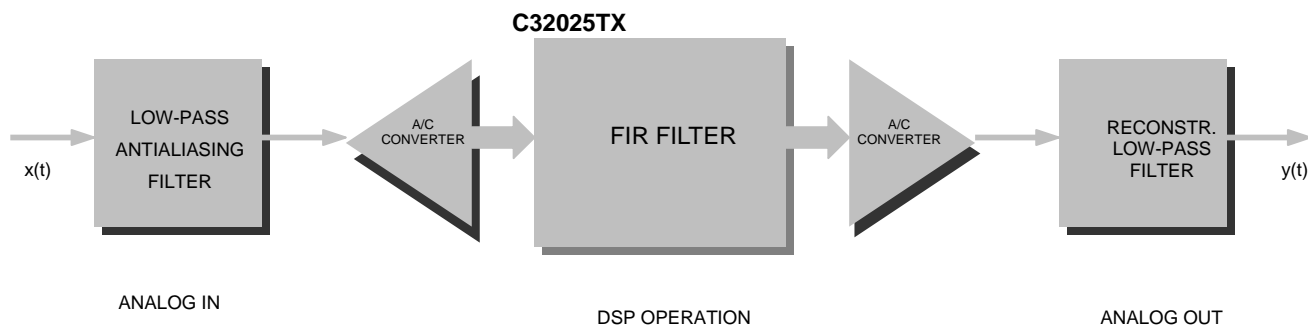 C32025TX
x(t)
LOW-PASS
ANTIALIASING
FILTER
A/C
CONVERTER
FIR FILTER
A/C
CONVERTER
RECONSTR.
LOW-PASS
FILTER
y(t)
ANALOG IN
DSP OPERATION
ANALOG OUT